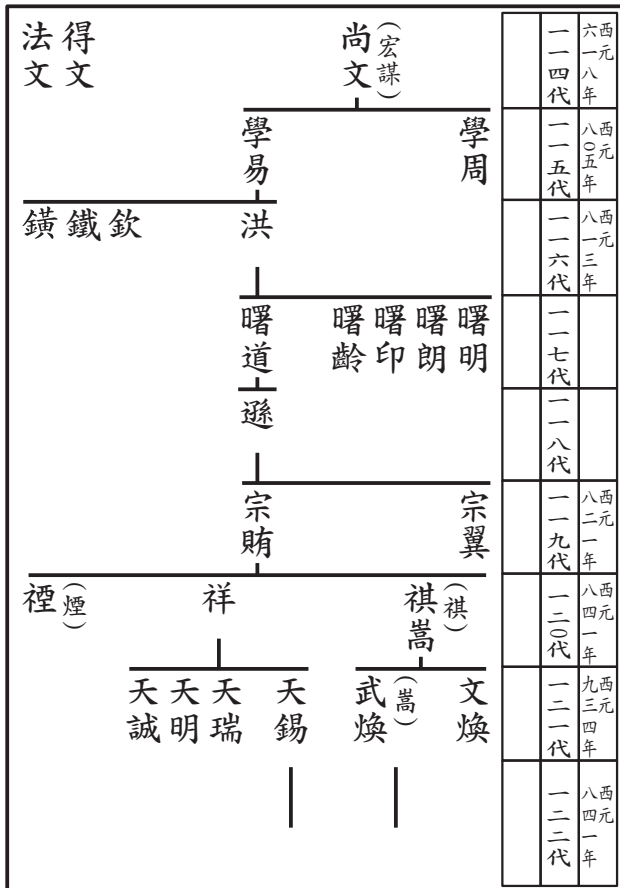 西元六一八年
一一四代
尚文
(宏謀)
得文
法文
西元八0五年
一一五代
學周
學易
西元八一三年
一一六代
洪
欽
鐵
鐄
一一七代
曙明
曙朗
曙印
曙齡
曙道
一一八代
遜
西元八二一年
一一九代
宗翼
宗賄
西元八四一年
一二0代
(祺)
祺嵩
祥
(煙)
禋
西元九三四年
一二一代
文煥
(嵩)
武煥
天錫
天瑞
天明
天誠
西元八四一年
一二二代